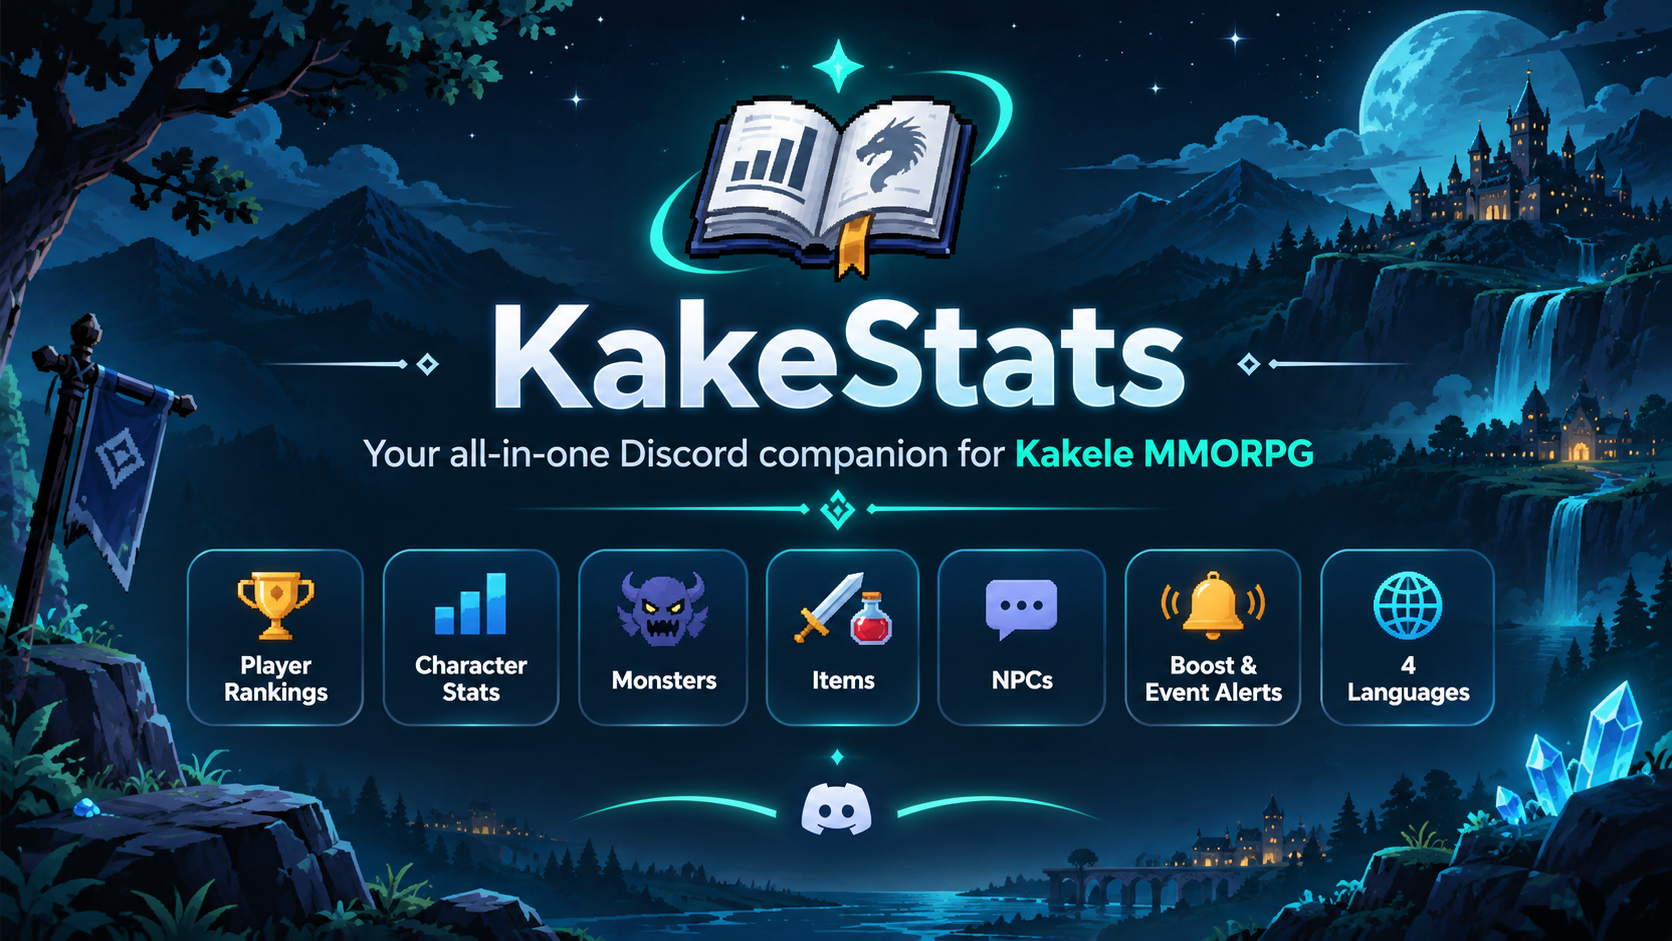 KakeStats
Your all-in-one Discord companion for Kakele MMORPG
Player
Rankings
Character
Stats
Monsters
Items
NPCs
Boost &
Event Alerts
4
Languages